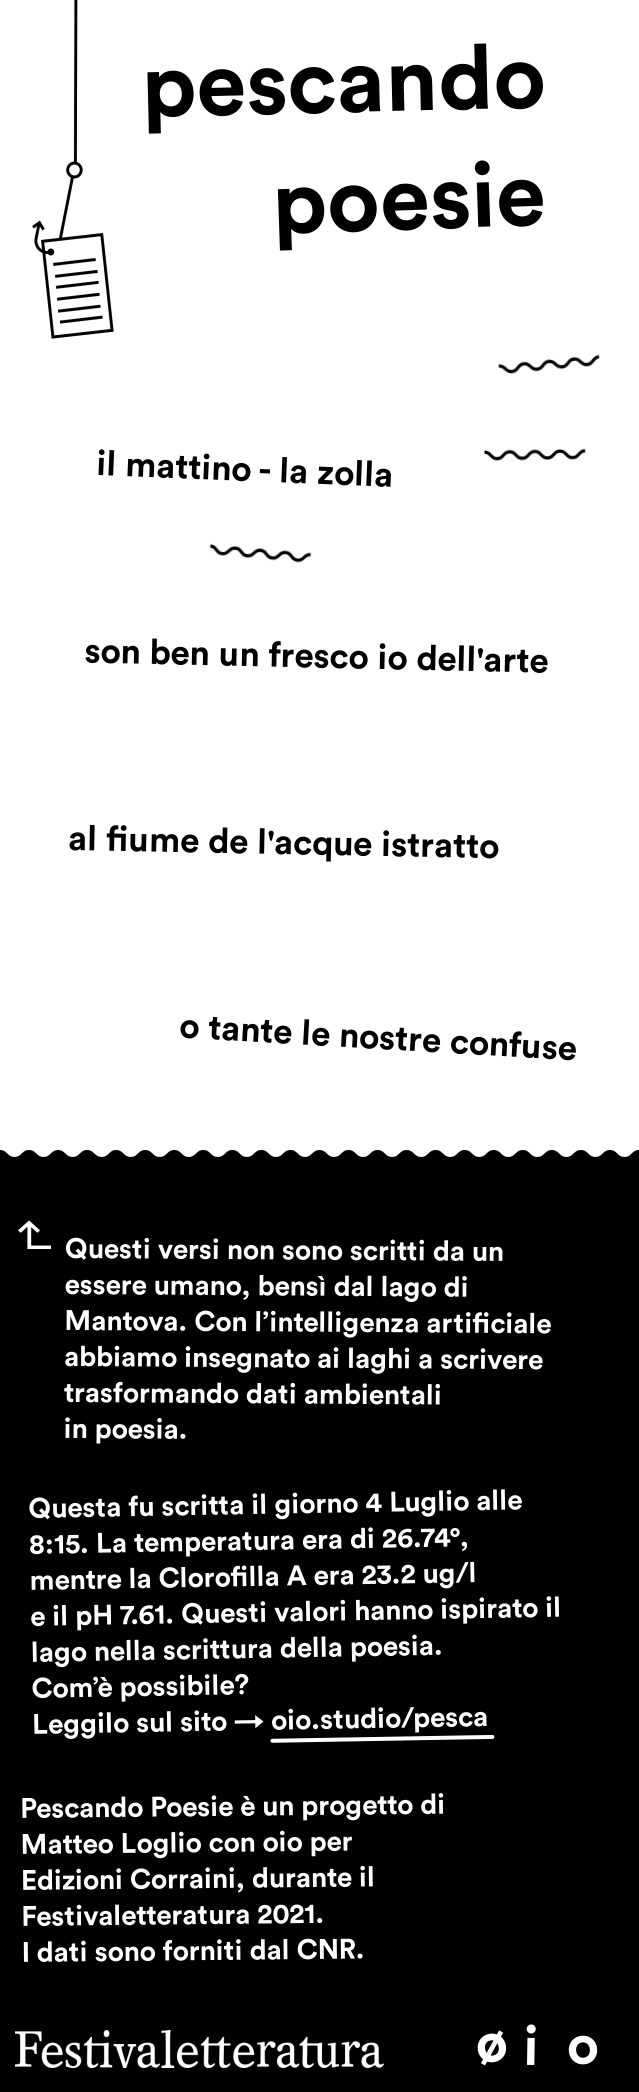 pescando
poesie
il mattino - la zolla
son ben un fresco io dell'arte
al fiume de l'acque istratto
o tante le nostre confuse
Questi versi non sono scritti da un
essere umano, bensì dal lago di
Mantova. Con l’intelligenza artificiale
abbiamo insegnato ai laghi a scrivere
trasformando dati ambientali
in poesia.
Questa fu scritta il giorno 4 Luglio alle
8:15. La temperatura era di 26.74°,
mentre la Clorofilla A era 23.2 ug/l
e il pH 7.61. Questi valori hanno ispirato il
lago nella scrittura della poesia.
Com’è possibile?
Leggilo sul sito → oio.studio/pesca
Pescando Poesie è un progetto di
Matteo Loglio con oio per
Edizioni Corraini, durante il
Festivaletteratura 2021.
I dati sono forniti dal CNR.
Festivaletteratura øio